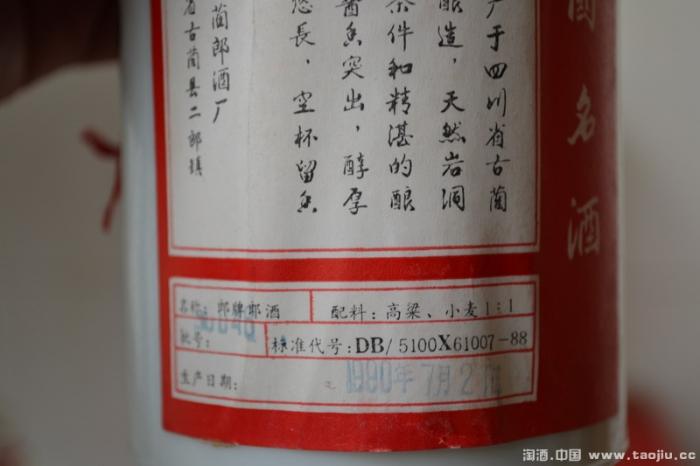 国名酒
产于四川省古蔺
酿造，天然岩洞
条件和精湛的酿
酱香突出，醇厚
悠長，空杯留香
蔺郎酒厂
省古蔺县二郎镇
名称：郎牌郎酒
配料：高粱、小麦1:1
批号：
标准代号：DB/5100X61007-88
生产日期：
1990年7月2
淘酒.中国 www.taojiu.cc